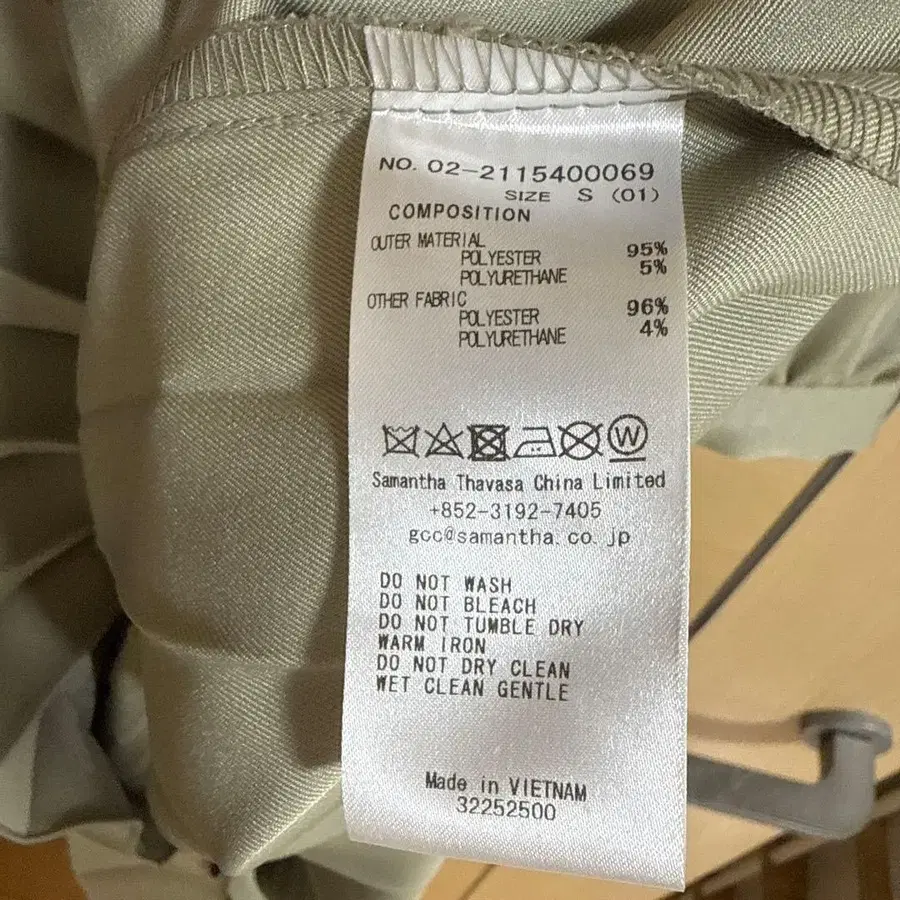 NO. 02-2115400069
SIZE S (01)
COMPOSITION
OUTER MATERIAL
POLYESTER 95%
POLYURETHANE 5%
OTHER FABRIC
POLYESTER 96%
POLYURETHANE 4%
W
Samantha Thavasa China Limited
+852-3192-7405
gcc@samantha.co.jp
DO NOT WASH
DO NOT BLEACH
DO NOT TUMBLE DRY
WARM IRON
DO NOT DRY CLEAN
WET CLEAN GENTLE
Made in VIETNAM
32252500